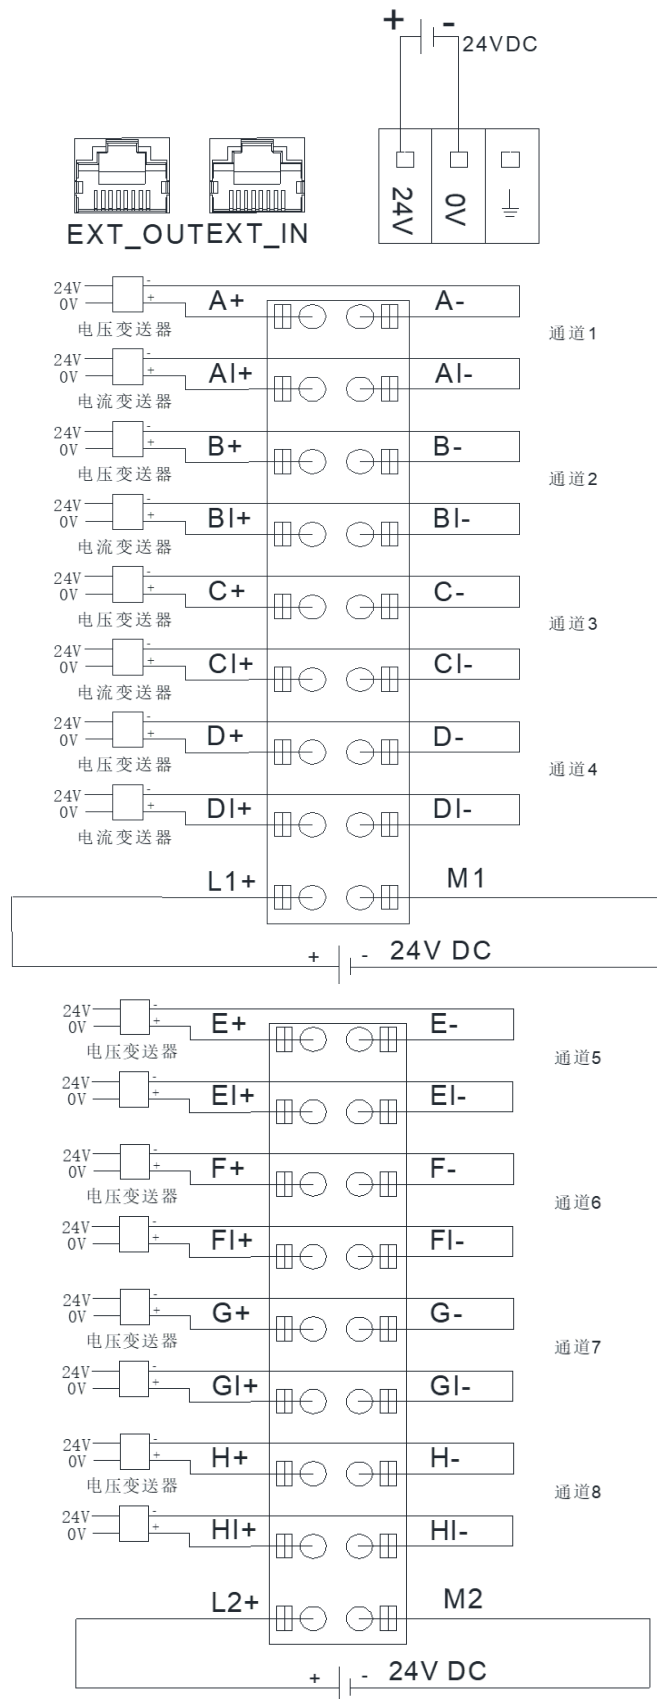 + -
24VDC
24V 0V
EXT_OUT EXT_IN
24V - A+ A-
0V +
电压变送器 通道1
24V - AI+ AI-
0V +
电流变送器
24V - B+ B-
0V +
电压变送器 通道2
24V - BI+ BI-
0V +
电流变送器
24V - C+ C-
0V +
电压变送器 通道3
24V - CI+ CI-
0V +
电流变送器
24V - D+ D-
0V +
电压变送器 通道4
24V - DI+ DI-
0V +
电流变送器
L1+ M1
+ - 24V DC
24V - E+ E-
0V +
电压变送器 通道5
24V - EI+ EI-
0V +
24V - F+ F-
0V +
电压变送器 通道6
24V - FI+ FI-
0V +
24V - G+ G-
0V +
电压变送器 通道7
24V - GI+ GI-
0V +
24V - H+ H-
0V +
电压变送器 通道8
24V - HI+ HI-
0V +
L2+ M2
+ - 24V DC